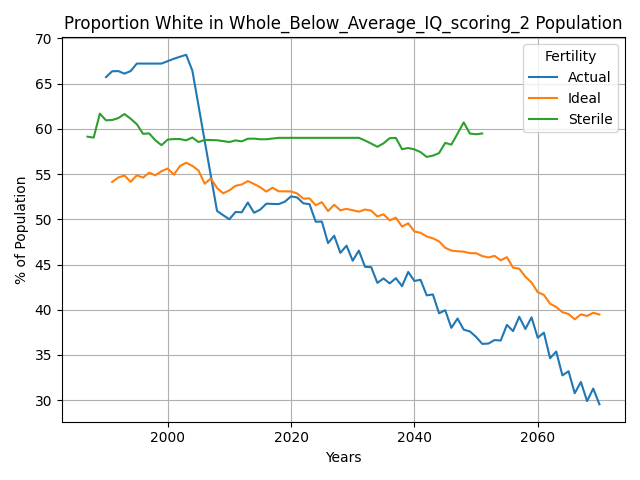 Proportion White in Whole_Below_Average_IQ_scoring_2 Population
70
65
60
55
50
45
40
35
30
% of Population
2000
2020
2040
2060
Years
Fertility
Actual
Ideal
Sterile